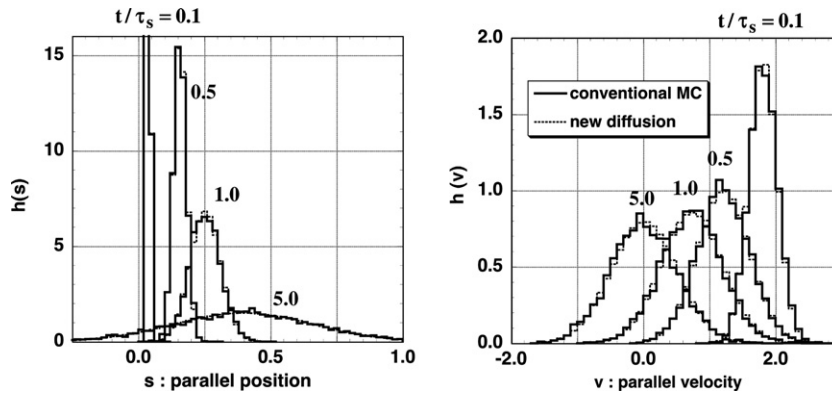 t / τs = 0.1
15
10
5
0
h(s)
0.5
1.0
5.0
0.0
0.5
1.0
s : parallel position
t / τs = 0.1
2.0
1.5
1.0
0.5
0.0
h (v)
conventional MC
new diffusion
0.5
1.0
5.0
-2.0
0.0
2.0
v : parallel velocity